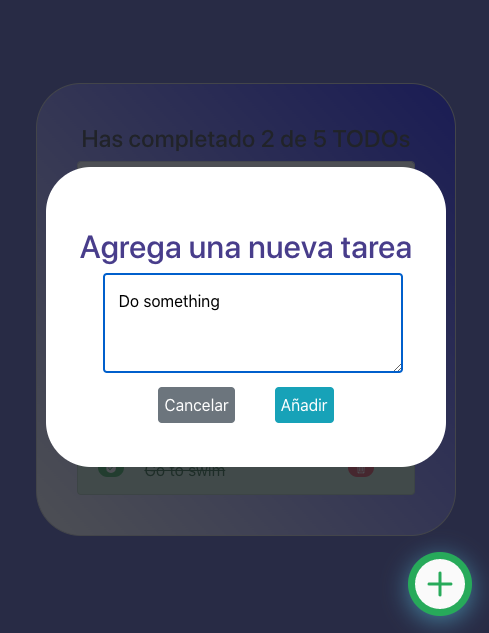 Has completado 2 de 5 TODOs
Agrega una nueva tarea
Do something
Cancelar
Añadir
Go to swim